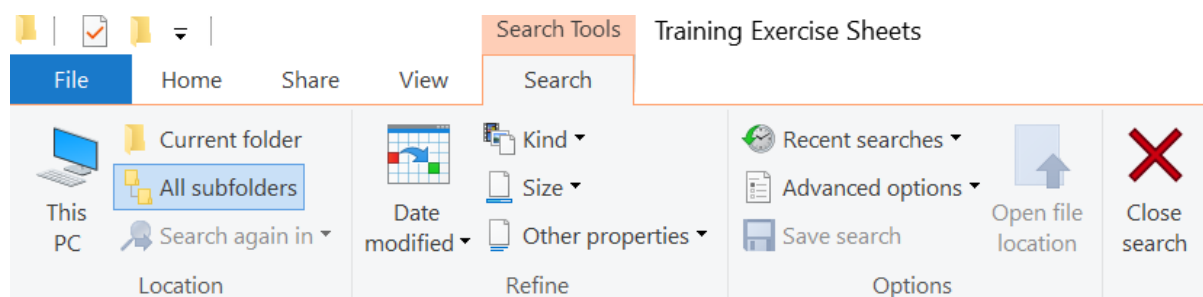 Search Tools Training Exercise Sheets
File Home Share View Search
This PC
Current folder
All subfolders
Search again in
Location
Date modified
Kind
Size
Other properties
Refine
Recent searches
Advanced options
Save search
Open file location
Options
Close search